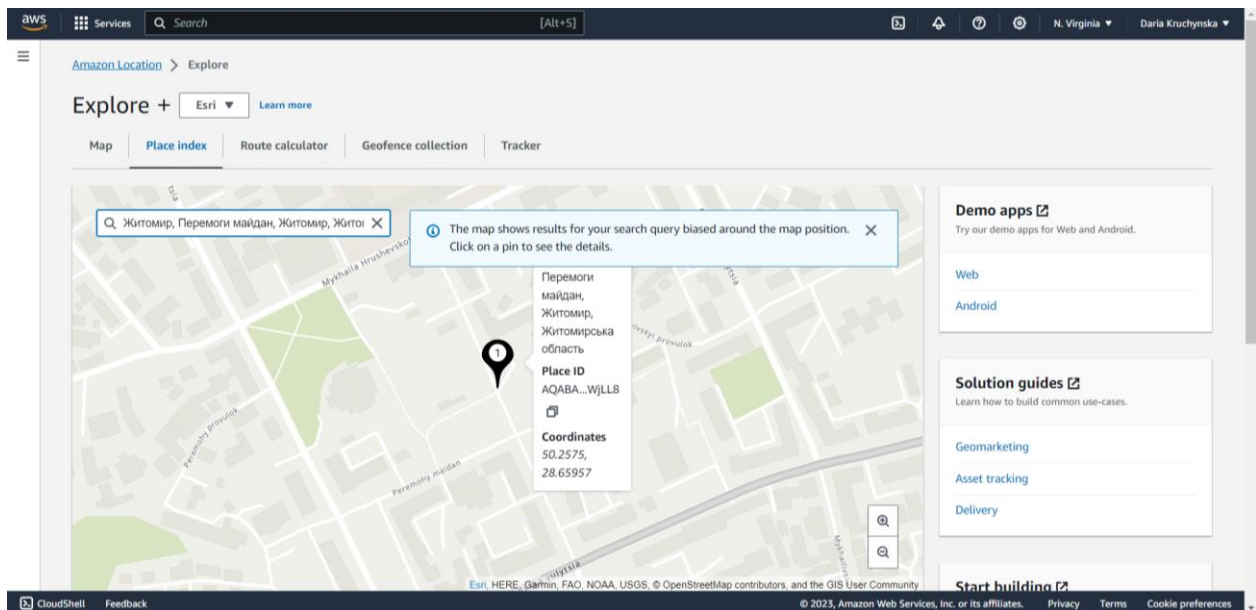 aws
Services
Search
[Alt+S]
N. Virginia
Daria Kruchynska
Amazon Location > Explore
Explore +
Esri
Learn more
Map
Place index
Route calculator
Geofence collection
Tracker
Житомир, Перемоги майдан, Житомир, Житог
The map shows results for your search query biased around the map position.
Click on a pin to see the details.
Mykhaila Hrushevsko
Перемоги
майдан,
Житомир,
Житомирська
область
Place ID
AQABA...WjLL8
Coordinates
50.2575,
28.65957
1
provulok
Peremohy provulok
Peremohy maidan
vulytsia
Esri, HERE, Garmin, FAO, NOAA, USGS, © OpenStreetMap contributors, and the GIS User Community
Demo apps
Try our demo apps for Web and Android.
Web
Android
Solution guides
Learn how to build common use-cases.
Geomarketing
Asset tracking
Delivery
Start building
CloudShell
Feedback
© 2023, Amazon Web Services, Inc. or its affiliates.
Privacy
Terms
Cookie preferences